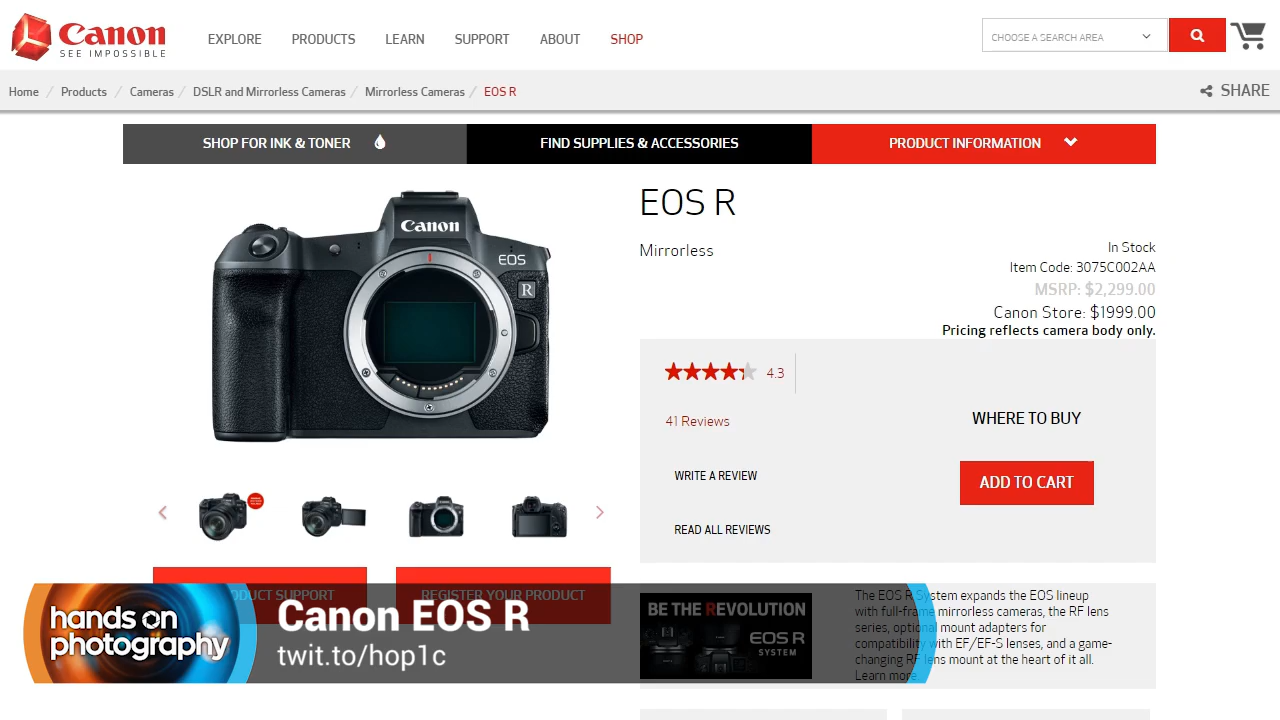 Canon
SEE IMPOSSIBLE
EXPLORE PRODUCTS LEARN SUPPORT ABOUT SHOP
CHOOSE A SEARCH AREA
Home / Products / Cameras / DSLR and Mirrorless Cameras / Mirrorless Cameras / EOS R
SHARE
SHOP FOR INK & TONER
FIND SUPPLIES & ACCESSORIES
PRODUCT INFORMATION
Canon
EOS
R
EOS R
Mirrorless
In Stock
Item Code: 3075C002AA
MSRP: $2,299.00
Canon Store: $1999.00
Pricing reflects camera body only.
4.3
41 Reviews
WRITE A REVIEW
READ ALL REVIEWS
WHERE TO BUY
ADD TO CART
SUPPORT
REGISTER YOUR PRODUCT
BE THE REVOLUTION
EOS R
SYSTEM
The EOS R System expands the EOS lineup
with full-frame mirrorless cameras, the RF lens
series, optional mount adapters for
compatibility with EF/EF-S lenses, and a game-
changing RF lens mount at the heart of it all.
Learn more
hands on
photography
Canon EOS R
twit.to/hop1c